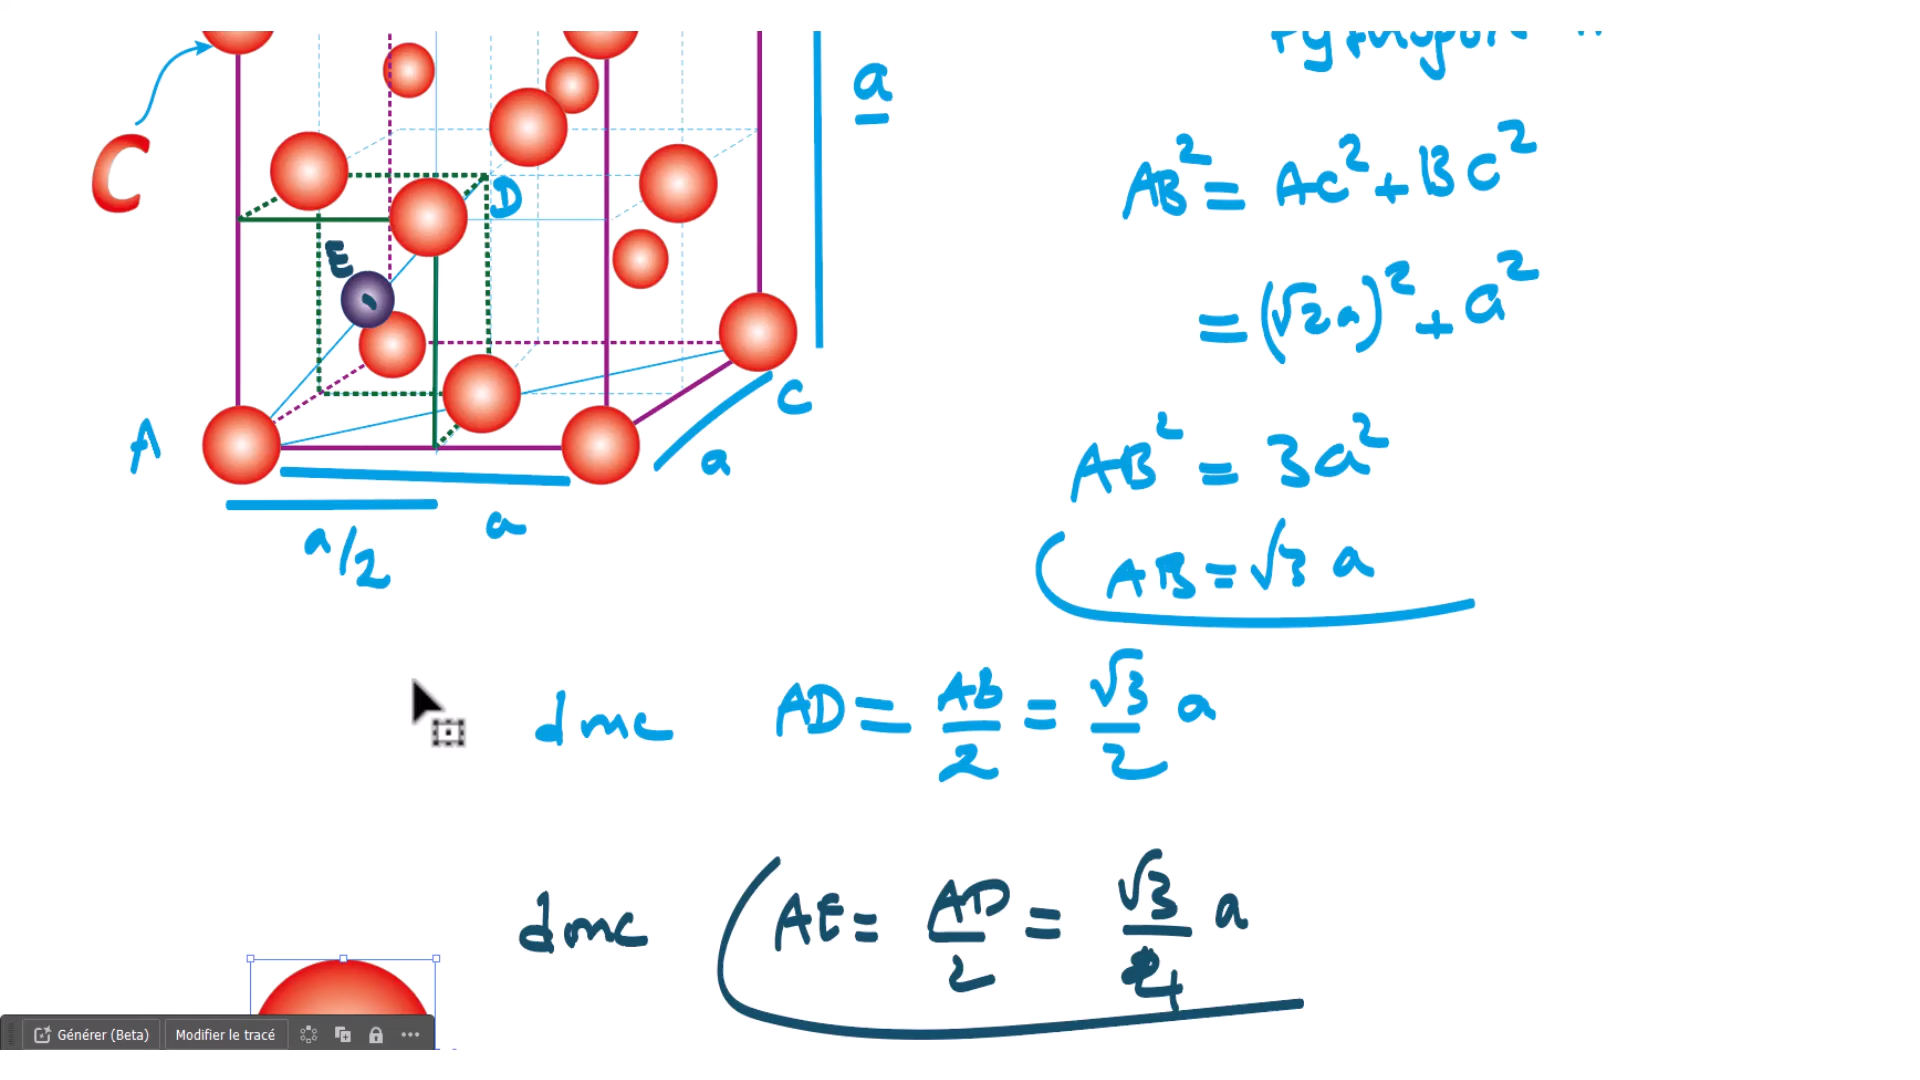 a
AB² = AC² + BC²
C
D
= (√2 a)² + a²
E
A
C
a
AB² = 3a²
a/2
a
AB = √3 a
dmc AD = Ab/2 = √3/2 a
dmc AE = AD/2 = √3/4 a
Générer (Beta) Modifier le tracé